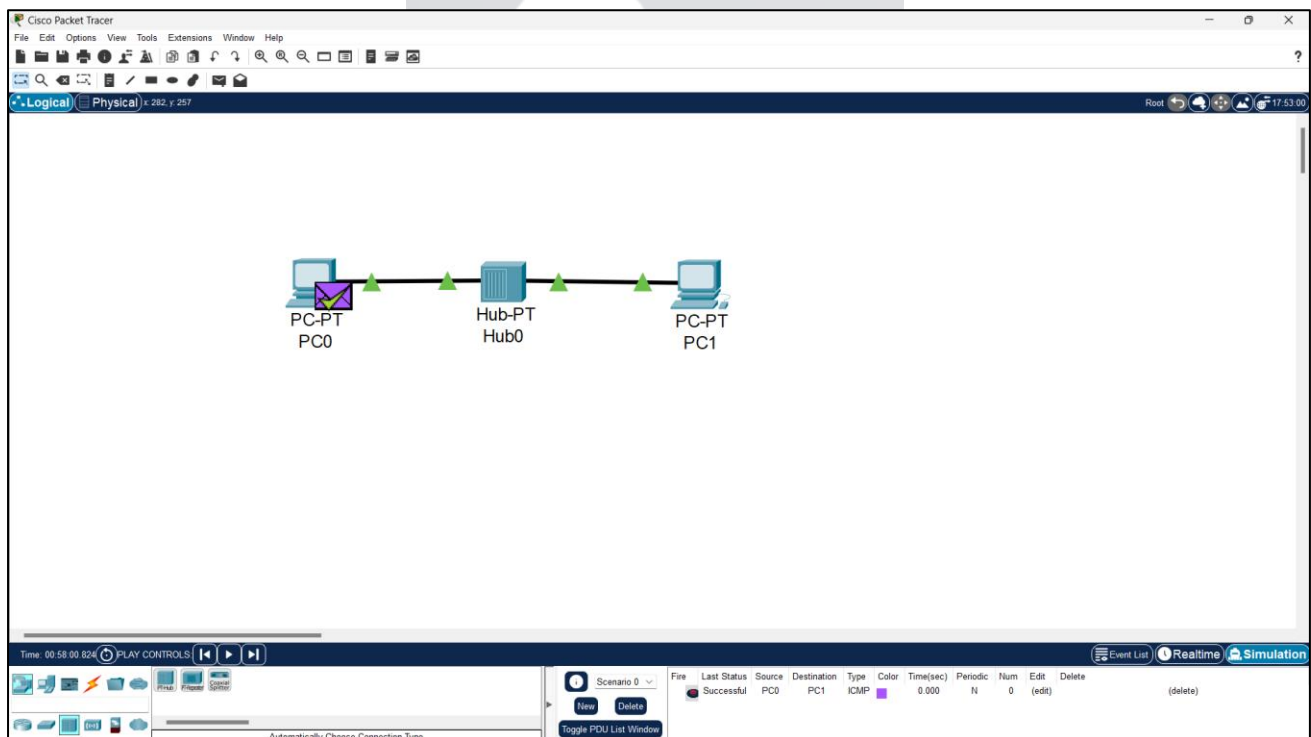 Cisco Packet Tracer
File Edit Options View Tools Extensions Window Help
?
Logical Physical x: 282, y: 257 Root 17:53:00
PC-PT
PC0
Hub-PT
Hub0
PC-PT
PC1
Time: 00:58:00.824 PLAY CONTROLS: Event List Realtime Simulation
Scenario 0
New Delete
Toggle PDU List Window
Fire Last Status Source Destination Type Color Time(sec) Periodic Num Edit Delete
Successful PC0 PC1 ICMP 0.000 N 0 (edit) (delete)
PT-Hub PT-Repeater Coaxial Splitter
Automatically Choose Connection Type